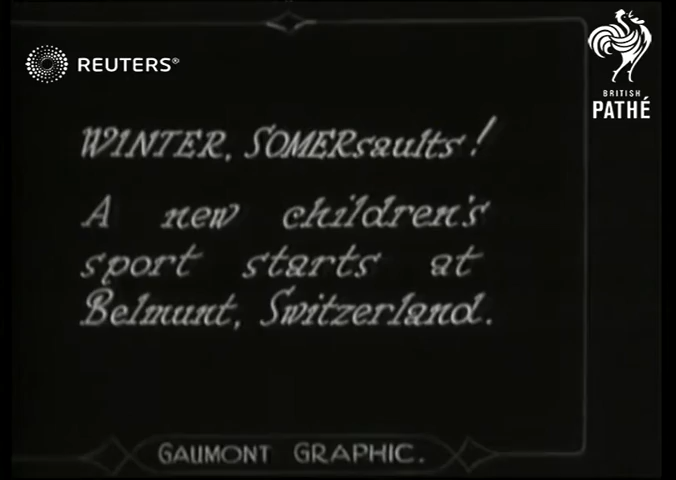 REUTERS®
BRITISH
PATHÉ
WINTER, SOMERsaults!
A new children's
sport starts at
Belmunt, Switzerland.
GAUMONT GRAPHIC.